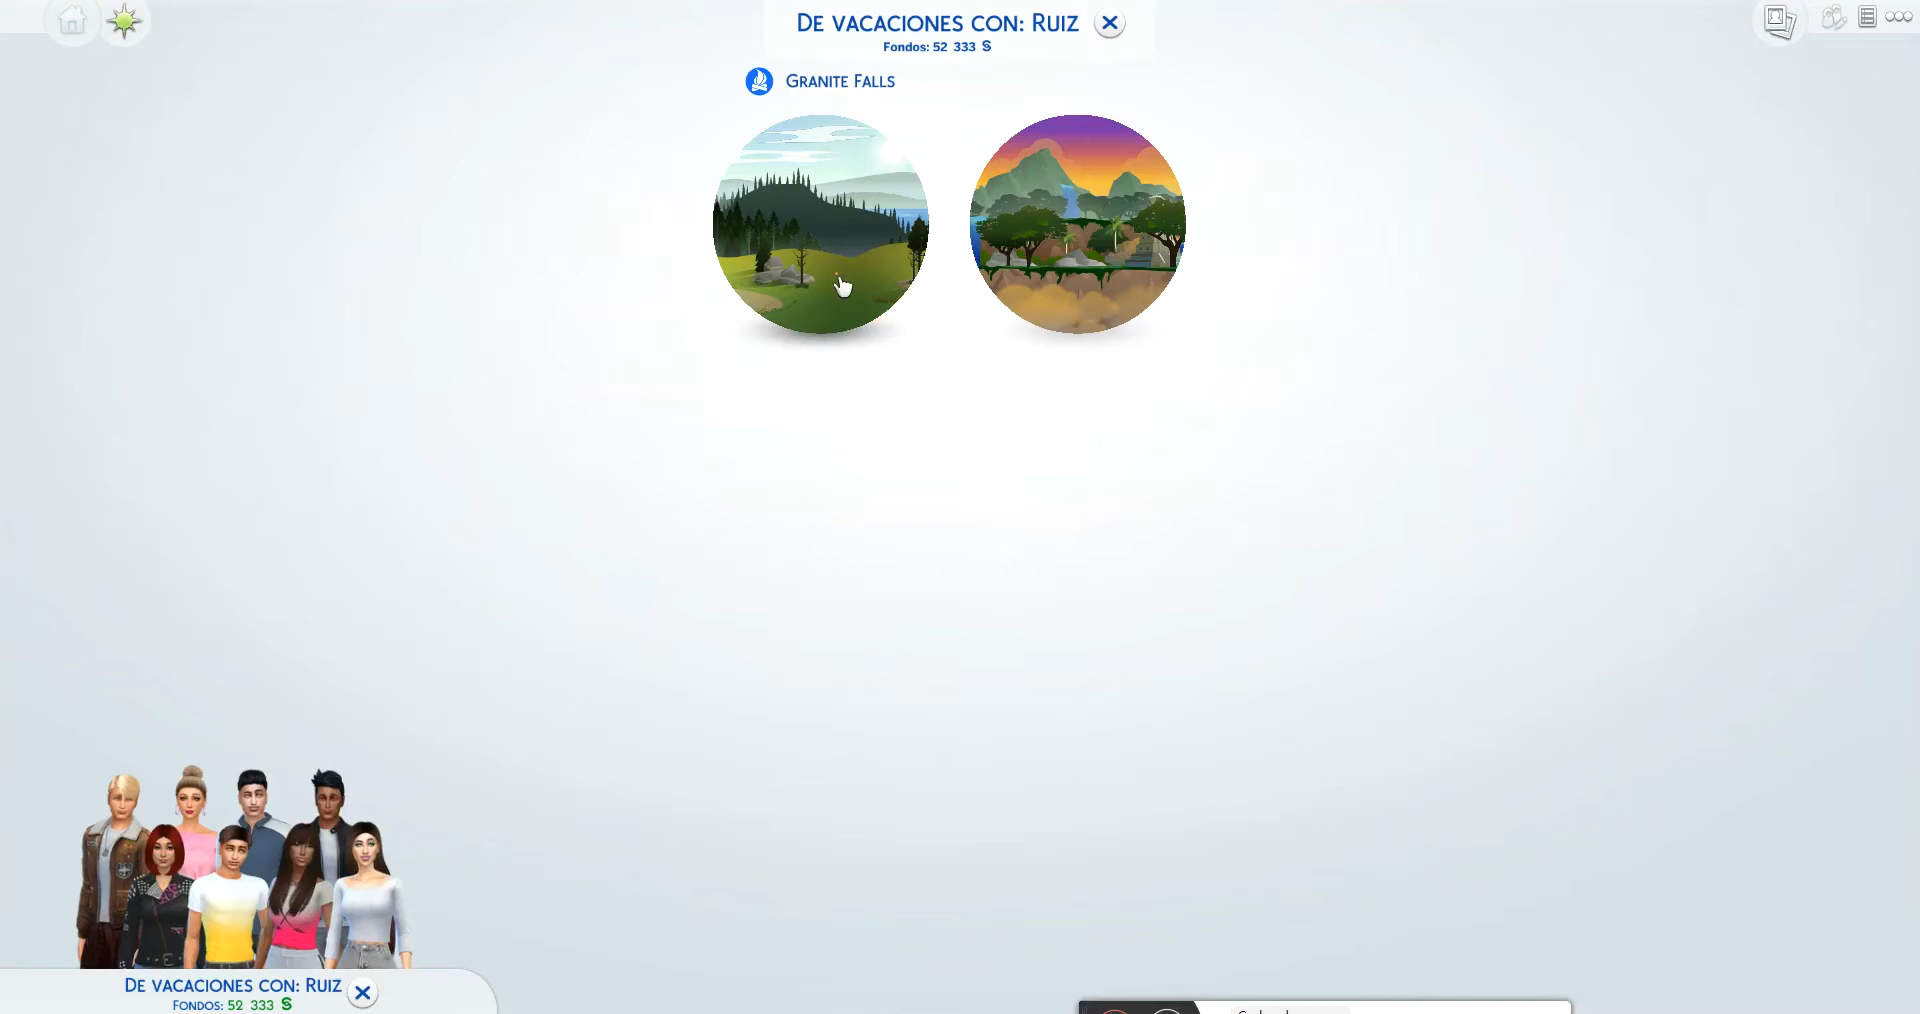 De vacaciones con: Ruiz
Fondos: 52 333 §
Granite Falls
De vacaciones con: Ruiz
Fondos: 52 333 §